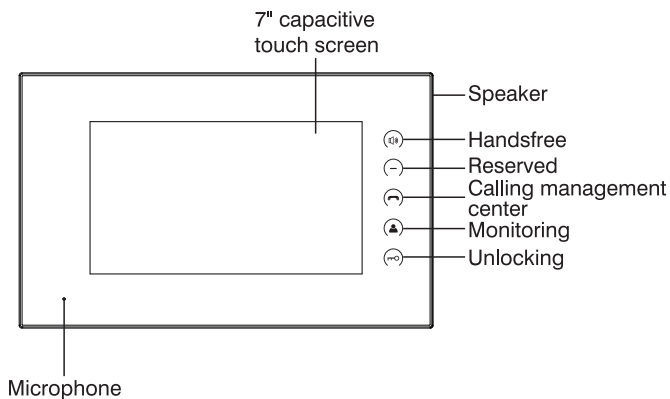 7" capacitive
touch screen
Speaker
Handsfree
Reserved
Calling management
center
Monitoring
Unlocking
Microphone